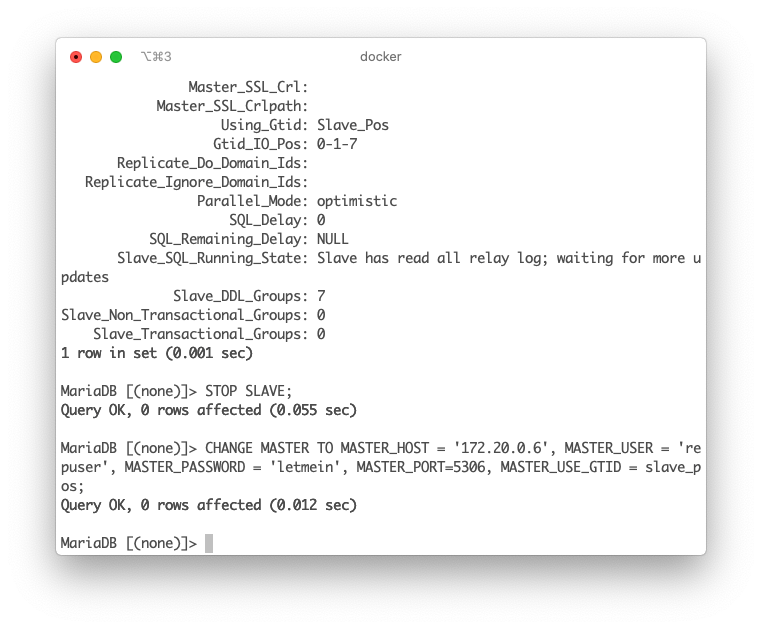 ⌥⌘3
docker
Master_SSL_Crl:
Master_SSL_Crlpath:
Using_Gtid: Slave_Pos
Gtid_IO_Pos: 0-1-7
Replicate_Do_Domain_Ids:
Replicate_Ignore_Domain_Ids:
Parallel_Mode: optimistic
SQL_Delay: 0
SQL_Remaining_Delay: NULL
Slave_SQL_Running_State: Slave has read all relay log; waiting for more u
pdates
Slave_DDL_Groups: 7
Slave_Non_Transactional_Groups: 0
Slave_Transactional_Groups: 0
1 row in set (0.001 sec)
MariaDB [(none)]> STOP SLAVE;
Query OK, 0 rows affected (0.055 sec)
MariaDB [(none)]> CHANGE MASTER TO MASTER_HOST = '172.20.0.6', MASTER_USER = 're
puser', MASTER_PASSWORD = 'letmein', MASTER_PORT=5306, MASTER_USE_GTID = slave_p
os;
Query OK, 0 rows affected (0.012 sec)
MariaDB [(none)]>